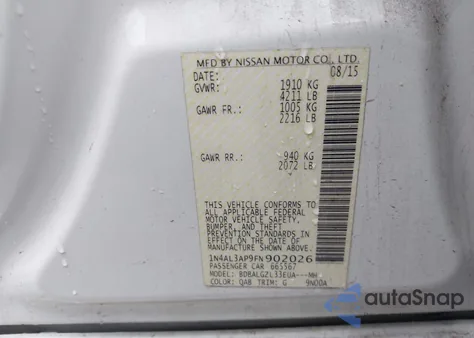 MFD BY NISSAN MOTOR CO., LTD.
DATE: 08/15
GVWR: 1910 KG
4211 LB
GAWR FR.: 1005 KG
2216 LB
GAWR RR.: 940 KG
2072 LB
THIS VEHICLE CONFORMS TO
ALL APPLICABLE FEDERAL
MOTOR VEHICLE SAFETY,
BUMPER, AND THEFT
PREVENTION STANDARDS IN
EFFECT ON THE DATE OF
MANUFACTURE SHOWN ABOVE.
1N4AL3AP9FN902026
PASSENGER CAR 665567
MODEL: BDBALGZL33EUA---MH
COLOR: QAB TRIM: G 9N00A
autoSnap